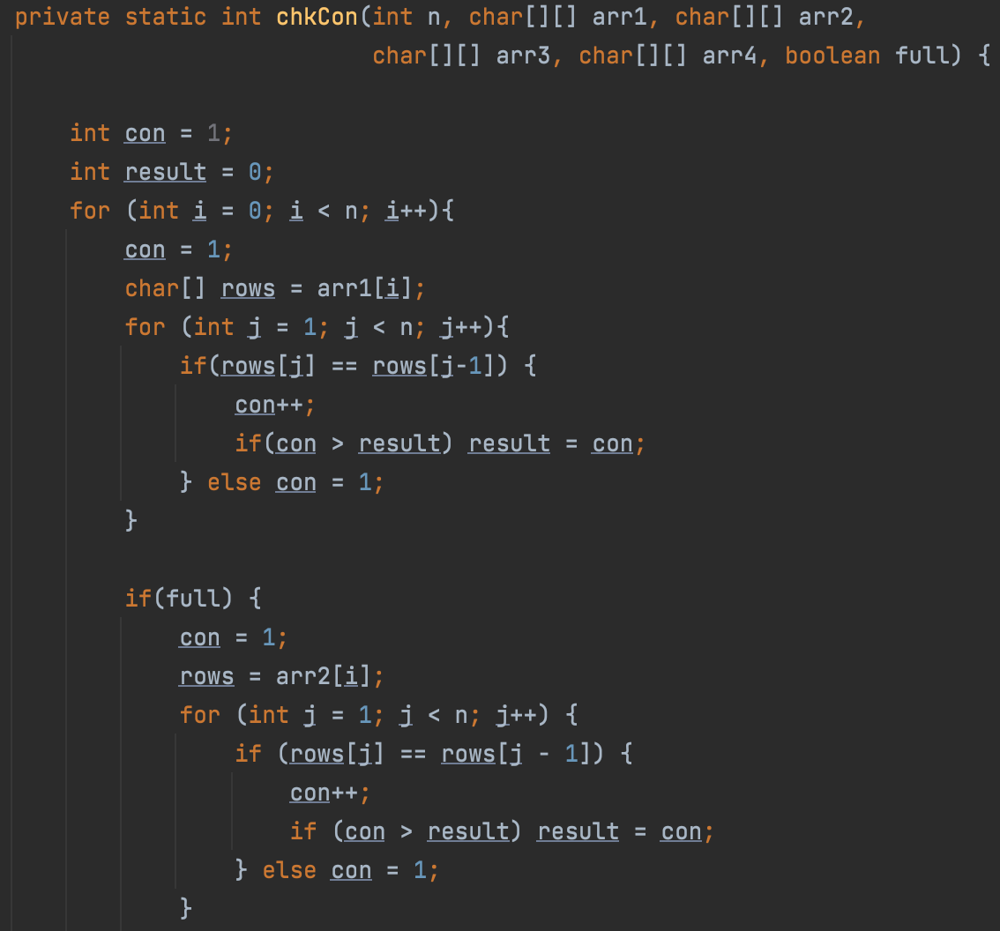 private static int chkCon(int n, char[][] arr1, char[][] arr2,
char[][] arr3, char[][] arr4, boolean full) {
int con = 1;
int result = 0;
for (int i = 0; i < n; i++){
con = 1;
char[] rows = arr1[i];
for (int j = 1; j < n; j++){
if(rows[j] == rows[j-1]) {
con++;
if(con > result) result = con;
} else con = 1;
}
if(full) {
con = 1;
rows = arr2[i];
for (int j = 1; j < n; j++) {
if (rows[j] == rows[j - 1]) {
con++;
if (con > result) result = con;
} else con = 1;
}